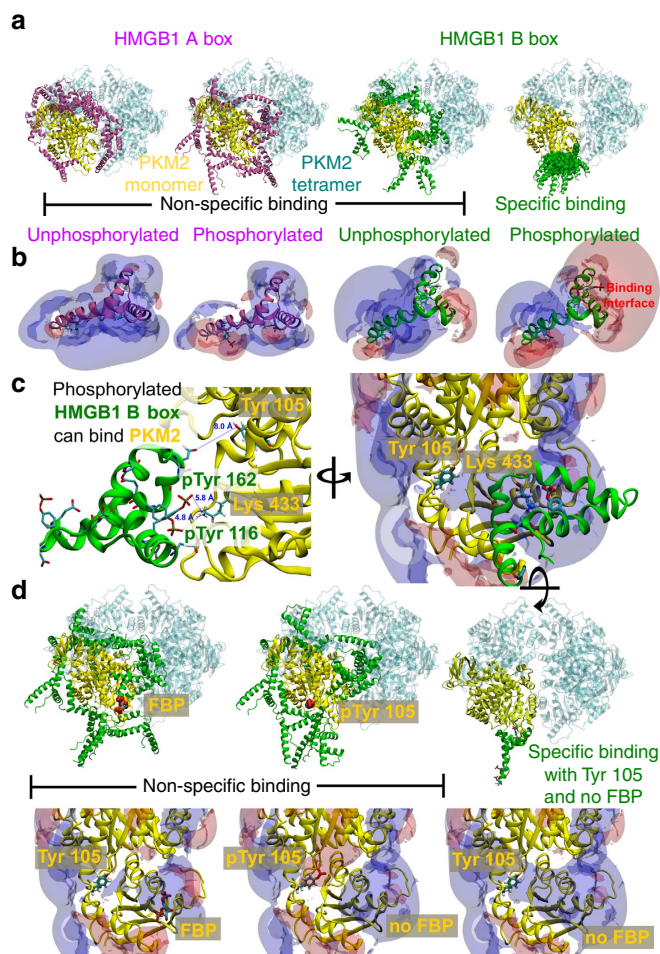 a
HMGB1 A box
HMGB1 B box
PKM2
monomer
PKM2
tetramer
Non-specific binding
Specific binding
b
Unphosphorylated
Phosphorylated
Unphosphorylated
Phosphorylated
Binding
interface
c
Phosphorylated
HMGB1 B box
can bind PKM2
Tyr 105
8.0 Å
pTyr 162
5.8 Å
Lys 433
4.8 Å
pTyr 116
Tyr 105
Lys 433
d
FBP
pTyr 105
Specific binding
with Tyr 105
and no FBP
Non-specific binding
Tyr 105
FBP
pTyr 105
no FBP
Tyr 105
no FBP